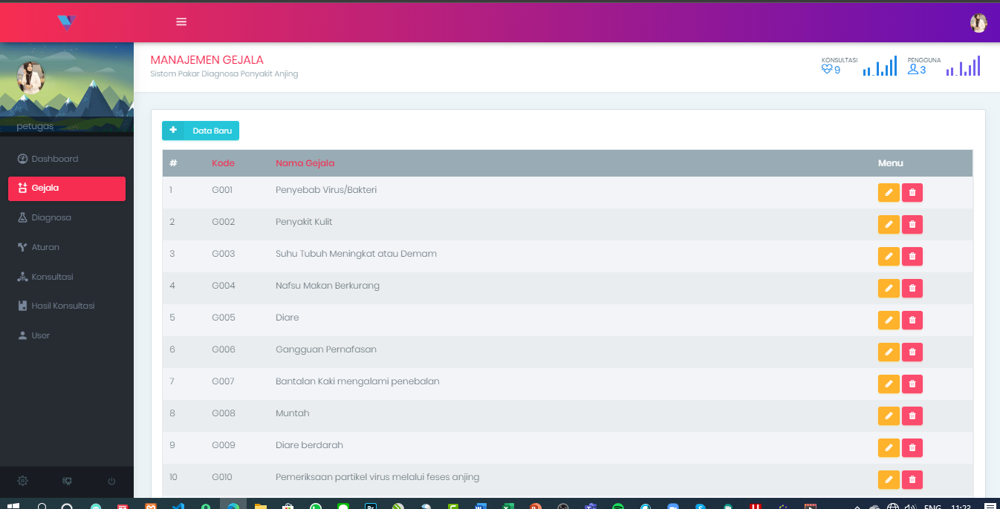 MANAJEMEN GEJALA
Sistem Pakar Diagnosa Penyakit Anjing
KONSULTASI
9
PENGGUNA
3
petugas
Dashboard
Gejala
Diagnosa
Aturan
Konsultasi
Hasil Konsultasi
User
+ Data Baru
# Kode Nama Gejala Menu
1 G001 Penyebab Virus/Bakteri
2 G002 Penyakit Kulit
3 G003 Suhu Tubuh Meningkat atau Demam
4 G004 Nafsu Makan Berkurang
5 G005 Diare
6 G006 Gangguan Pernafasan
7 G007 Bantalan Kaki mengalami penebalan
8 G008 Muntah
9 G009 Diare berdarah
10 G010 Pemeriksaan partikel virus melalui feses anjing
ENG 11:23